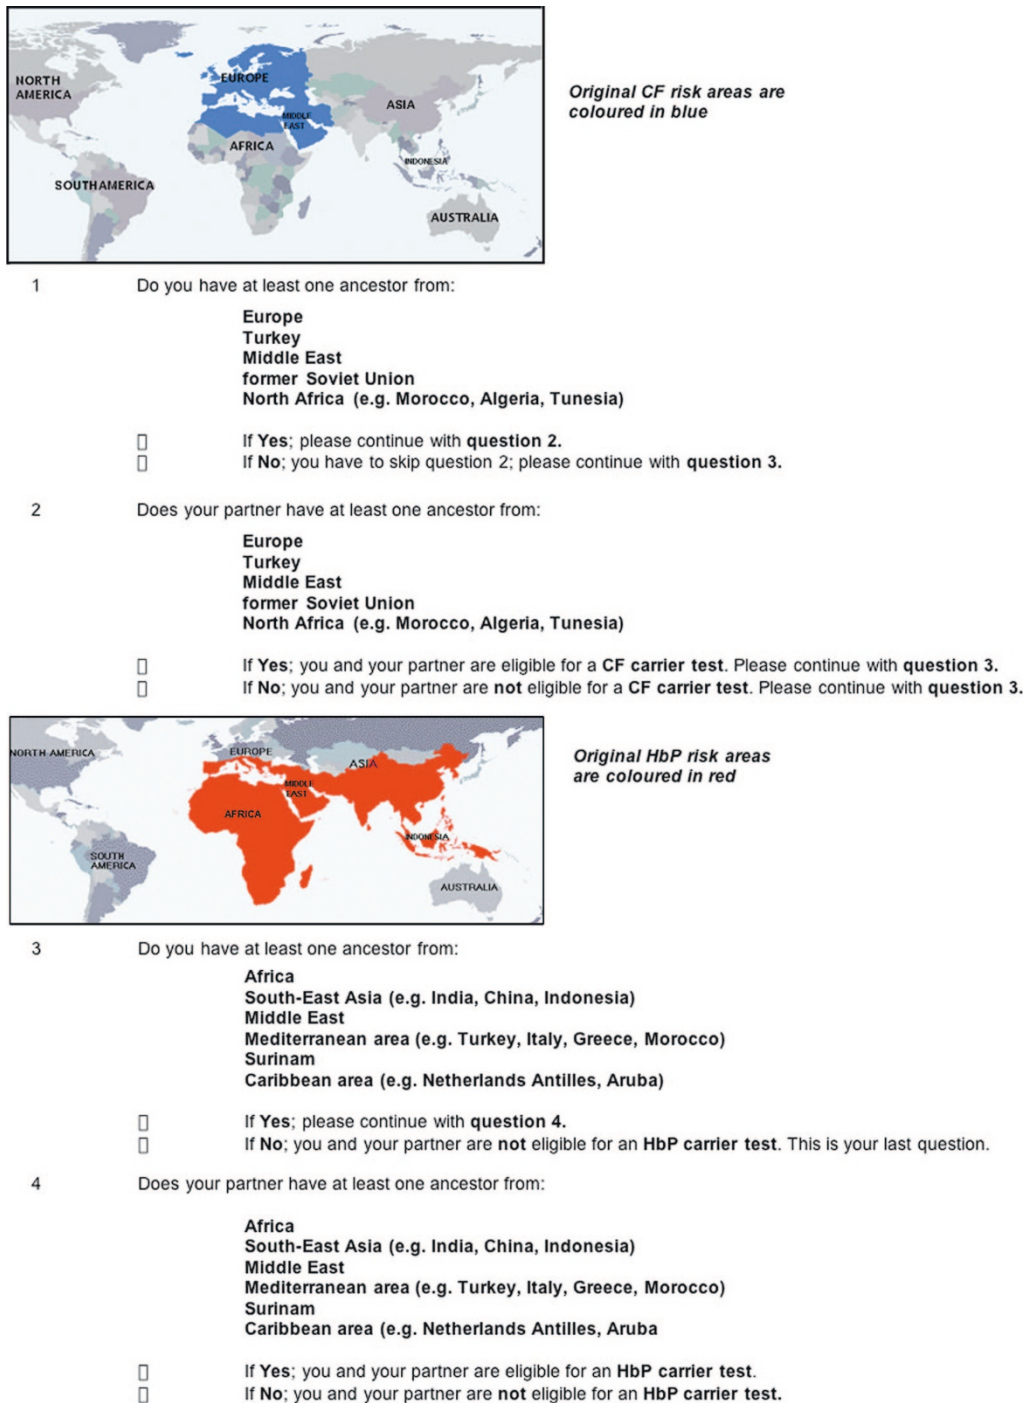 NORTH
AMERICA
EUROPE
ASIA
MIDDLE
EAST
AFRICA
INDONESIA
SOUTHAMERICA
AUSTRALIA
Original CF risk areas are
coloured in blue
1 Do you have at least one ancestor from:
Europe
Turkey
Middle East
former Soviet Union
North Africa (e.g. Morocco, Algeria, Tunesia)
If Yes; please continue with question 2.
If No; you have to skip question 2; please continue with question 3.
2 Does your partner have at least one ancestor from:
Europe
Turkey
Middle East
former Soviet Union
North Africa (e.g. Morocco, Algeria, Tunesia)
If Yes; you and your partner are eligible for a CF carrier test. Please continue with question 3.
If No; you and your partner are not eligible for a CF carrier test. Please continue with question 3.
NORTH-AMERICA
EUROPE
ASIA
MIDDLE
EAST
AFRICA
INDONESIA
SOUTH
AMERICA
AUSTRALIA
Original HbP risk areas
are coloured in red
3 Do you have at least one ancestor from:
Africa
South-East Asia (e.g. India, China, Indonesia)
Middle East
Mediterranean area (e.g. Turkey, Italy, Greece, Morocco)
Surinam
Caribbean area (e.g. Netherlands Antilles, Aruba)
If Yes; please continue with question 4.
If No; you and your partner are not eligible for an HbP carrier test. This is your last question.
4 Does your partner have at least one ancestor from:
Africa
South-East Asia (e.g. India, China, Indonesia)
Middle East
Mediterranean area (e.g. Turkey, Italy, Greece, Morocco)
Surinam
Caribbean area (e.g. Netherlands Antilles, Aruba
If Yes; you and your partner are eligible for an HbP carrier test.
If No; you and your partner are not eligible for an HbP carrier test.